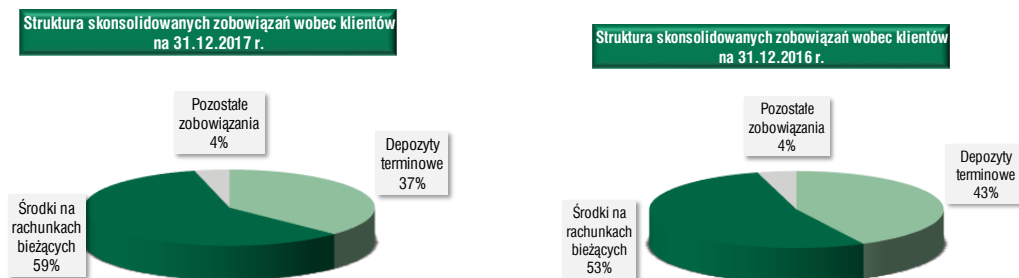 Struktura skonsolidowanych zobowiązań wobec klientów
na 31.12.2017 r.
Pozostałe
zobowiązania
4%
Depozyty
terminowe
37%
Środki na
rachunkach
bieżących
59%
Struktura skonsolidowanych zobowiązań wobec klientów
na 31.12.2016 r.
Pozostałe
zobowiązania
4%
Depozyty
terminowe
43%
Środki na
rachunkach
bieżących
53%